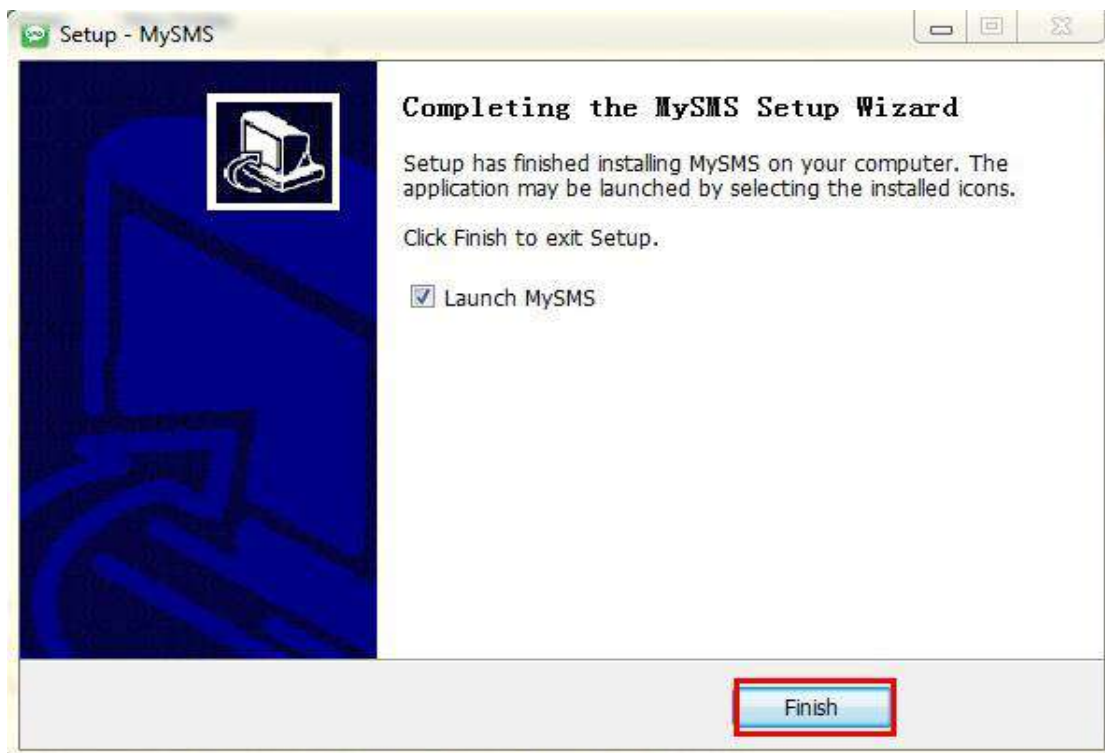 Setup - MySMS
Completing the MySMS Setup Wizard
Setup has finished installing MySMS on your computer. The
application may be launched by selecting the installed icons.
Click Finish to exit Setup.
Launch MySMS
Finish